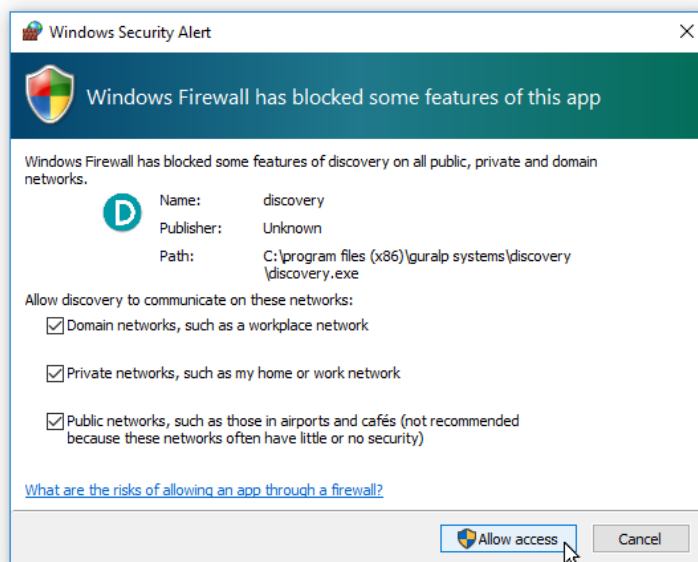 Windows Security Alert
Windows Firewall has blocked some features of this app
Windows Firewall has blocked some features of discovery on all public, private and domain
networks.
D
Name: discovery
Publisher: Unknown
Path: C:\program files (x86)\guralp systems\discovery
\discovery.exe
Allow discovery to communicate on these networks:
Domain networks, such as a workplace network
Private networks, such as my home or work network
Public networks, such as those in airports and cafés (not recommended
because these networks often have little or no security)
What are the risks of allowing an app through a firewall?
Allow access Cancel